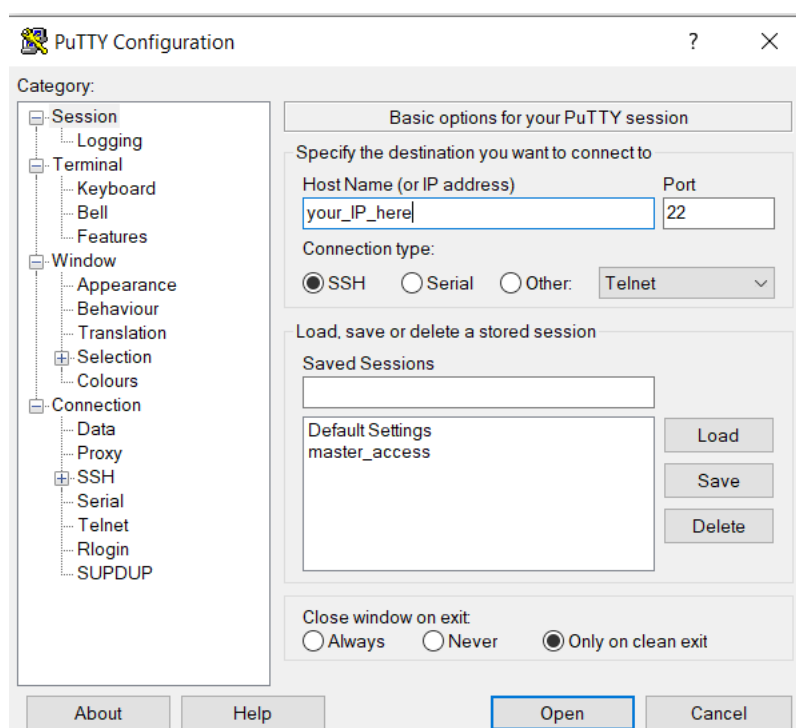 PuTTY Configuration ? ×
Category:
Session
Logging
Terminal
Keyboard
Bell
Features
Window
Appearance
Behaviour
Translation
Selection
Colours
Connection
Data
Proxy
SSH
Serial
Telnet
Rlogin
SUPDUP
Basic options for your PuTTY session
Specify the destination you want to connect to
Host Name (or IP address) Port
your_IP_here 22
Connection type:
SSH Serial Other: Telnet
Load, save or delete a stored session
Saved Sessions
Default Settings
master_access
Load
Save
Delete
Close window on exit:
Always Never Only on clean exit
About Help Open Cancel